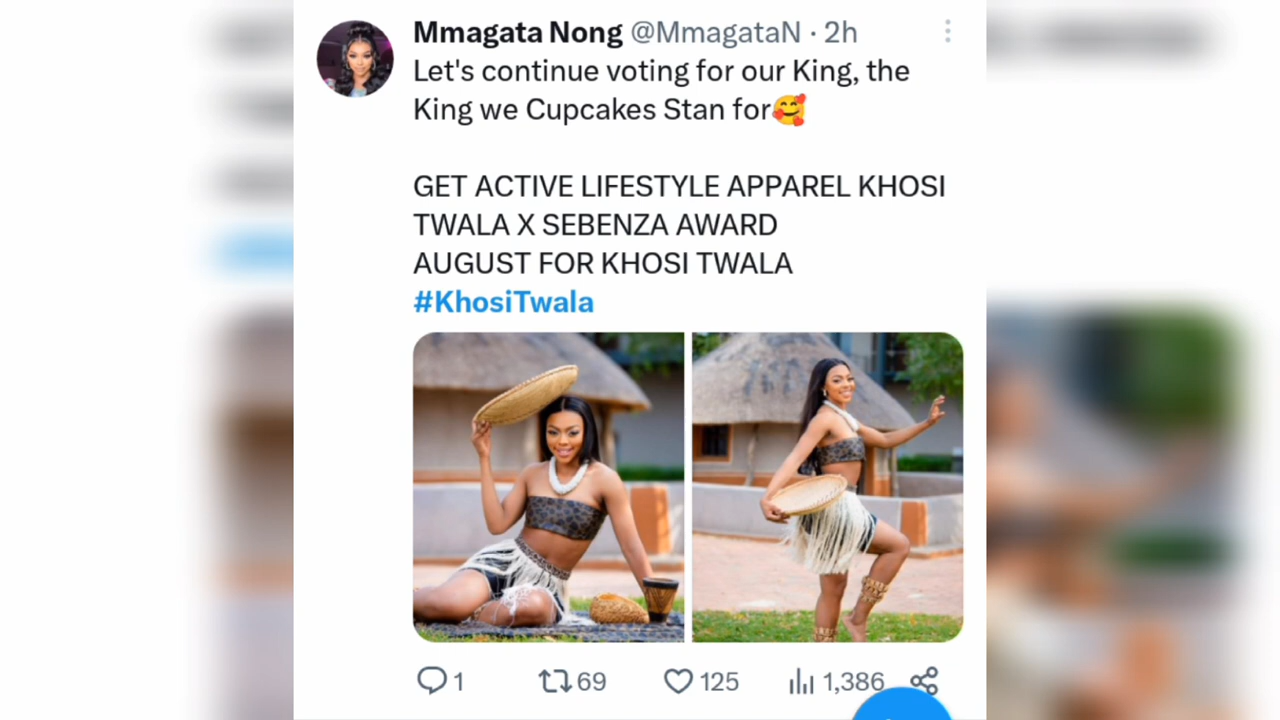 Mmagata Nong @MmagataN · 2h
Let's continue voting for our King, the
King we Cupcakes Stan for🥰
GET ACTIVE LIFESTYLE APPAREL KHOSI
TWALA X SEBENZA AWARD
AUGUST FOR KHOSI TWALA
#KhosiTwala
1 69 125 1,386